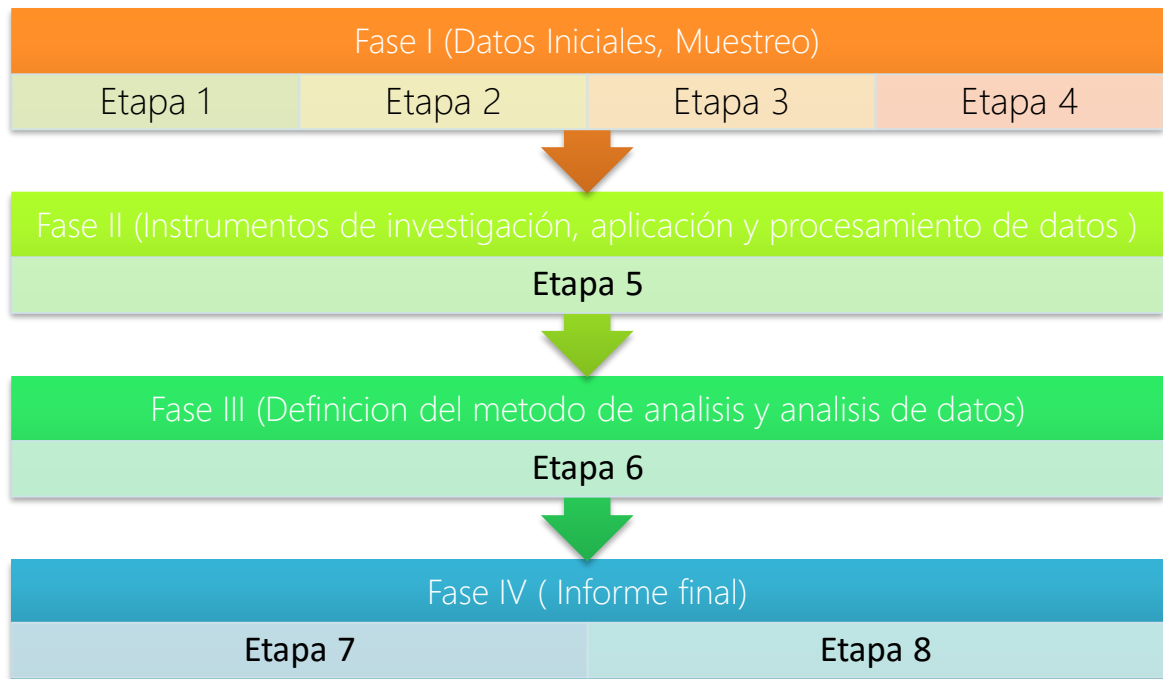 Fase I (Datos Iniciales, Muestreo)
Etapa 1 Etapa 2 Etapa 3 Etapa 4
Fase II (Instrumentos de investigación, aplicación y procesamiento de datos )
Etapa 5
Fase III (Definicion del metodo de analisis y analisis de datos)
Etapa 6
Fase IV ( Informe final)
Etapa 7 Etapa 8